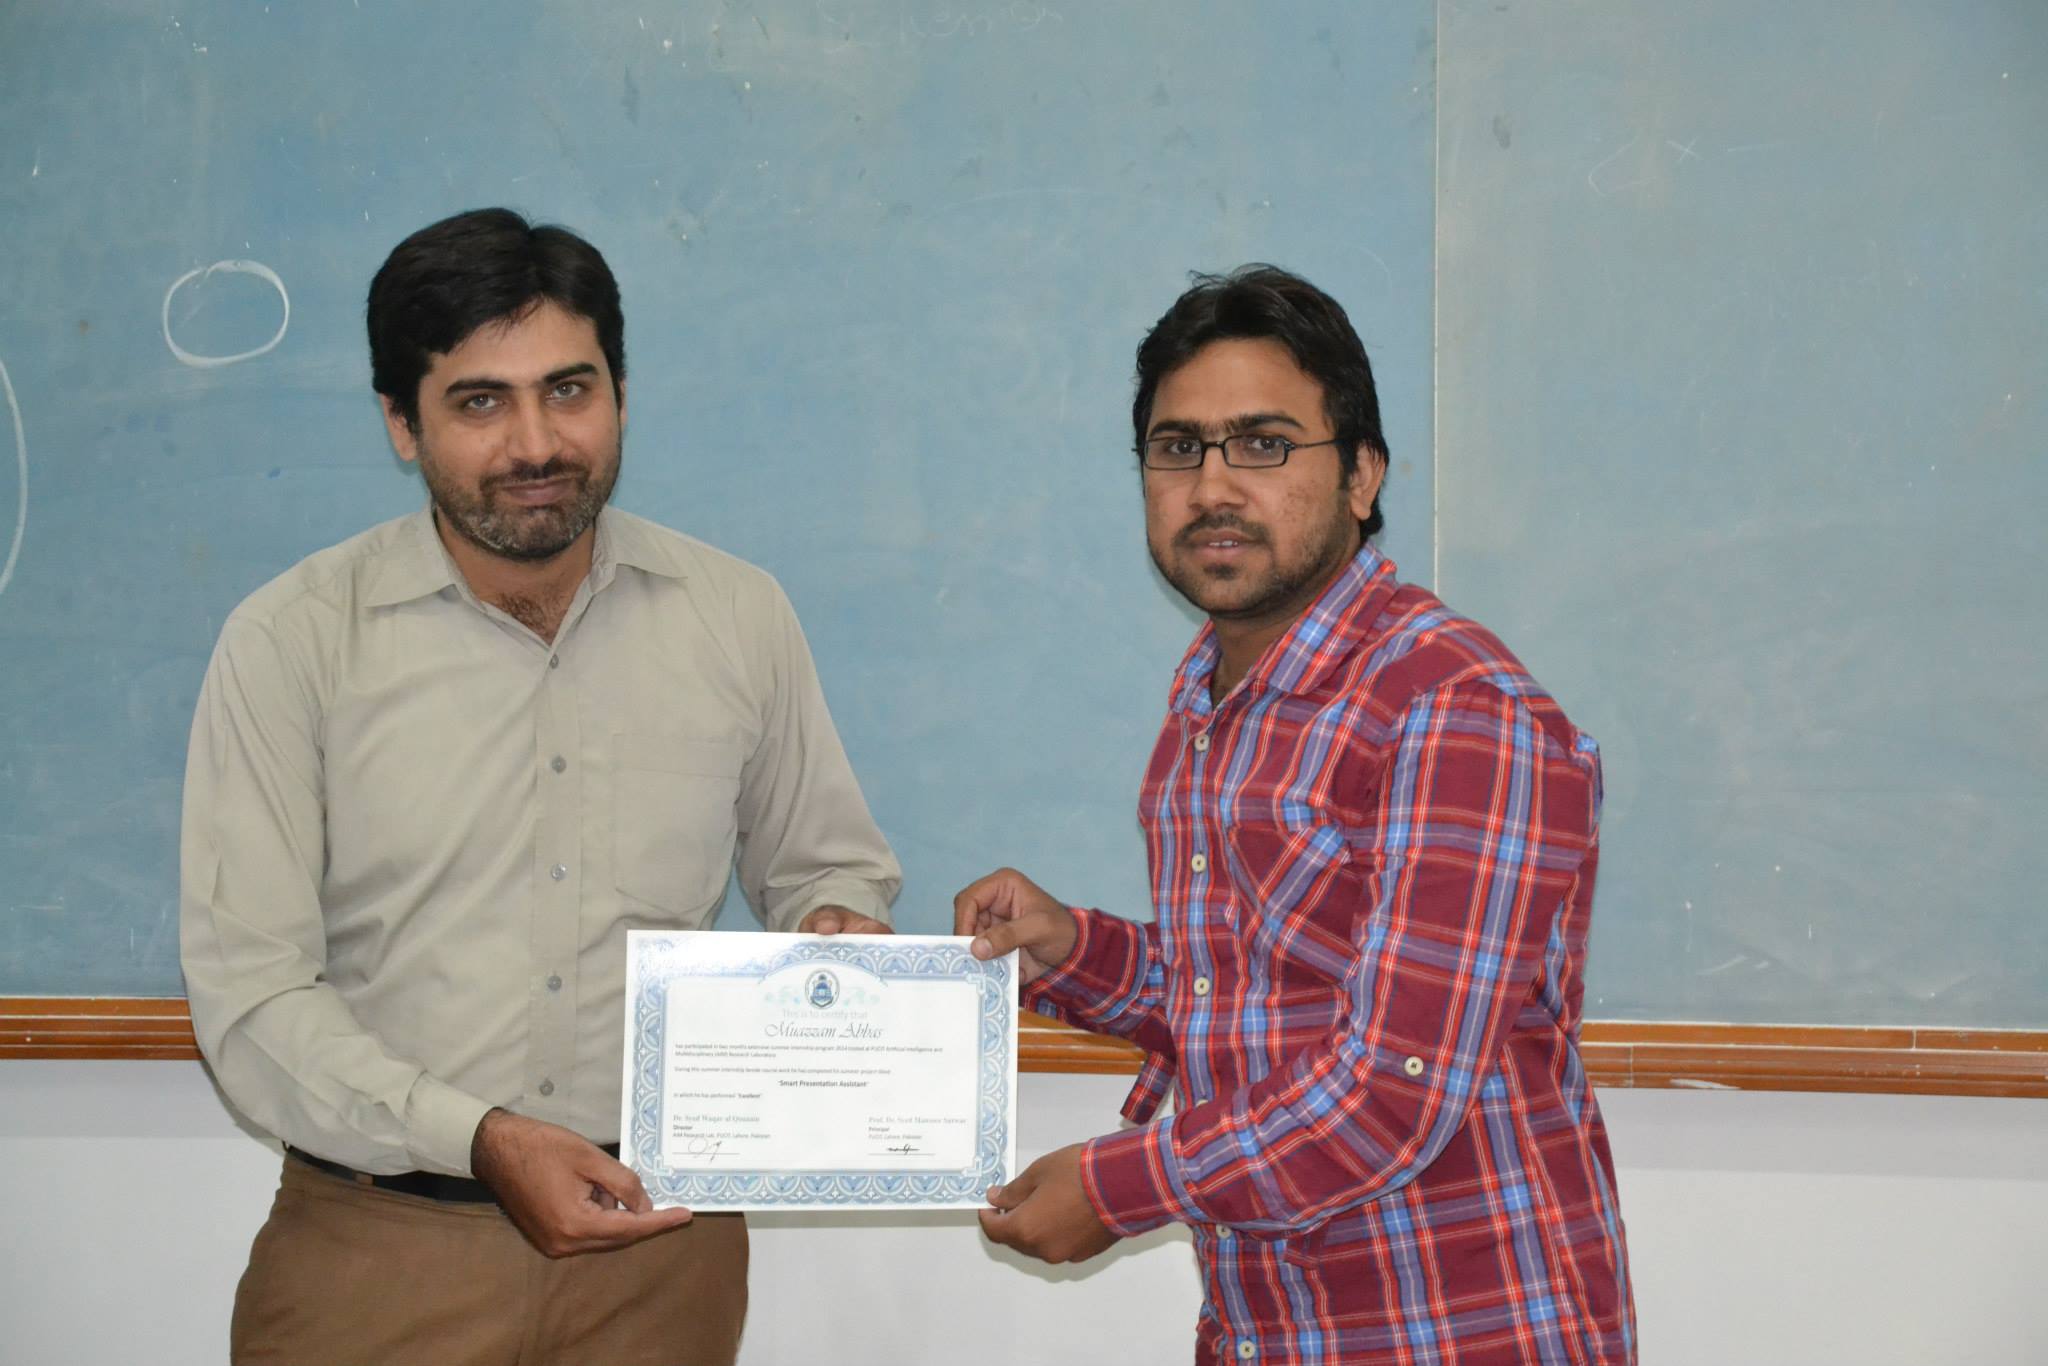 This is to certify that
Muazzam Abbas
has participated in two months extensive summer internship program 2014 hosted at PUCIT Artificial Intelligence and
Multidisciplinary (AIM) Research Laboratory.
During this summer internship beside course work he has completed his summer project titled
'Smart Presentation Assistant'
in which he has performed 'Excellent'
Dr. Syed Waqar ul Qounain
Director
AIM Research Lab, PUCIT, Lahore, Pakistan
Prof. Dr. Syed Mansoor Sarwar
Principal
PUCIT, Lahore, Pakistan